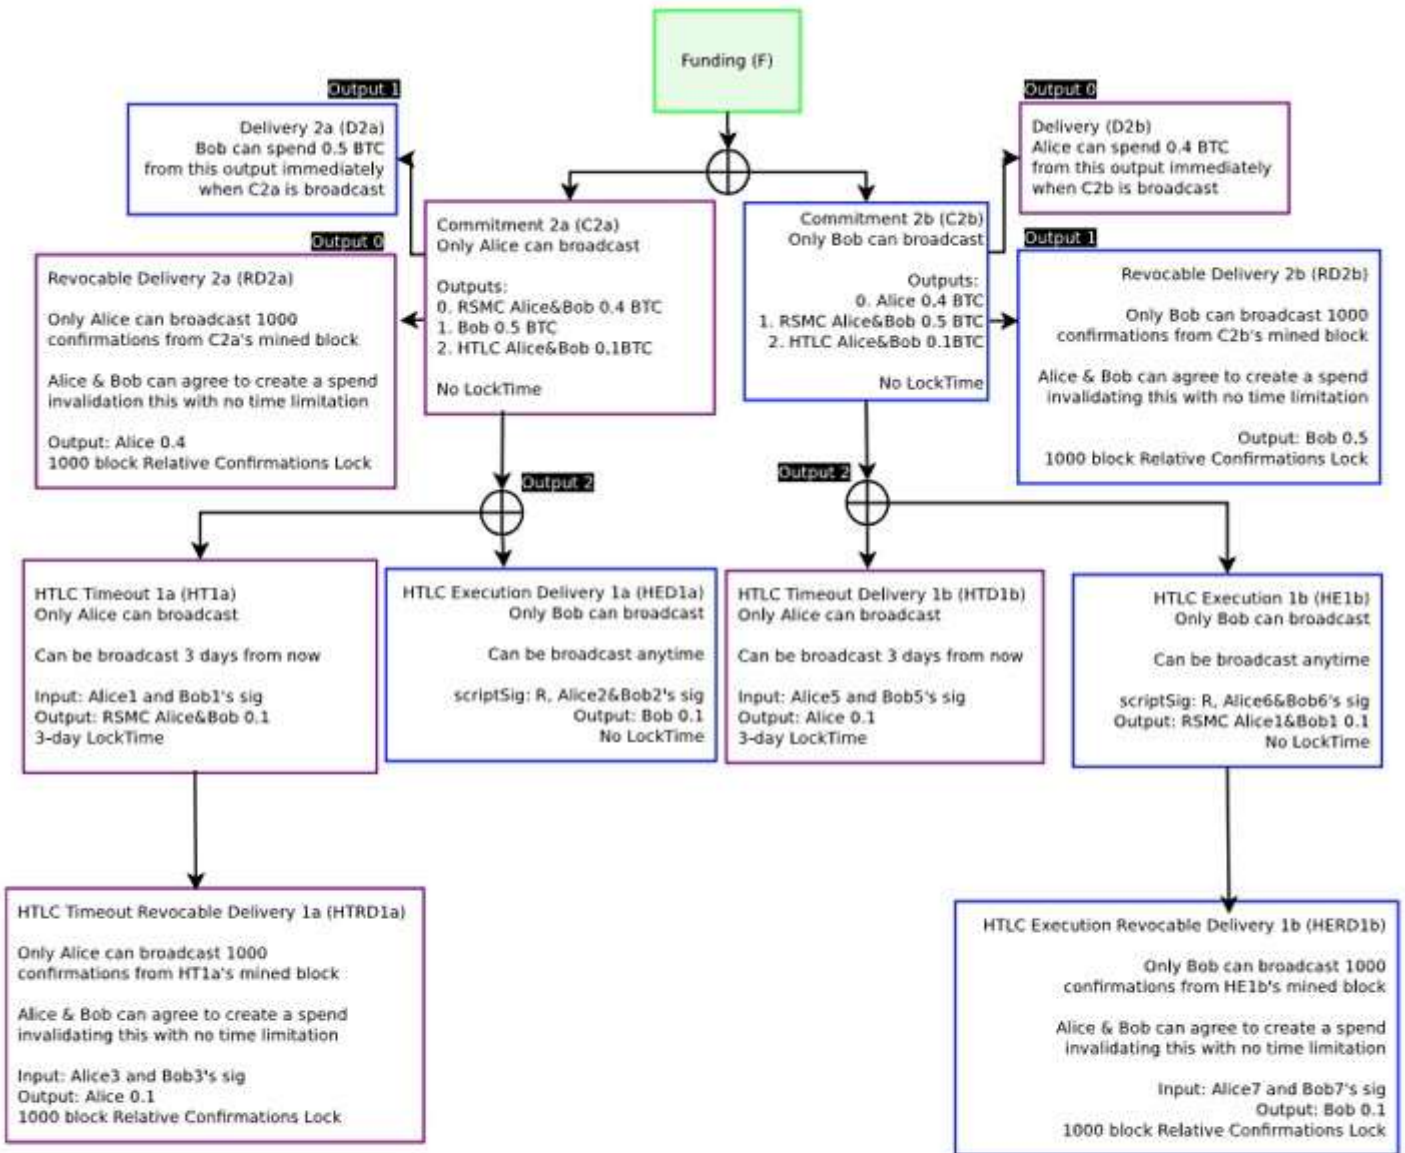 Funding (F)
Output 1
Delivery 2a (D2a)
Bob can spend 0.5 BTC
from this output immediately
when C2a is broadcast
Output 0
Delivery (D2b)
Alice can spend 0.4 BTC
from this output immediately
when C2b is broadcast
Commitment 2a (C2a)
Only Alice can broadcast
Outputs:
0. RSMC Alice&Bob 0.4 BTC
1. Bob 0.5 BTC
2. HTLC Alice&Bob 0.1BTC
No LockTime
Commitment 2b (C2b)
Only Bob can broadcast
Outputs:
0. Alice 0.4 BTC
1. RSMC Alice&Bob 0.5 BTC
2. HTLC Alice&Bob 0.1BTC
No LockTime
Output 0
Revocable Delivery 2a (RD2a)
Only Alice can broadcast 1000
confirmations from C2a's mined block
Alice & Bob can agree to create a spend
invalidation this with no time limitation
Output: Alice 0.4
1000 block Relative Confirmations Lock
Output 1
Revocable Delivery 2b (RD2b)
Only Bob can broadcast 1000
confirmations from C2b's mined block
Alice & Bob can agree to create a spend
invalidating this with no time limitation
Output: Bob 0.5
1000 block Relative Confirmations Lock
Output 2
Output 2
HTLC Timeout 1a (HT1a)
Only Alice can broadcast
Can be broadcast 3 days from now
Input: Alice1 and Bob1's sig
Output: RSMC Alice&Bob 0.1
3-day LockTime
HTLC Execution Delivery 1a (HED1a)
Only Bob can broadcast
Can be broadcast anytime
scriptSig: R, Alice2&Bob2's sig
Output: Bob 0.1
No LockTime
HTLC Timeout Delivery 1b (HTD1b)
Only Alice can broadcast
Can be broadcast 3 days from now
Input: Alice5 and Bob5's sig
Output: Alice 0.1
3-day LockTime
HTLC Execution 1b (HE1b)
Only Bob can broadcast
Can be broadcast anytime
scriptSig: R, Alice6&Bob6's sig
Output: RSMC Alice1&Bob1 0.1
No LockTime
HTLC Timeout Revocable Delivery 1a (HTRD1a)
Only Alice can broadcast 1000
confirmations from HT1a's mined block
Alice & Bob can agree to create a spend
invalidating this with no time limitation
Input: Alice3 and Bob3's sig
Output: Alice 0.1
1000 block Relative Confirmations Lock
HTLC Execution Revocable Delivery 1b (HERD1b)
Only Bob can broadcast 1000
confirmations from HE1b's mined block
Alice & Bob can agree to create a spend
invalidating this with no time limitation
Input: Alice7 and Bob7's sig
Output: Bob 0.1
1000 block Relative Confirmations Lock